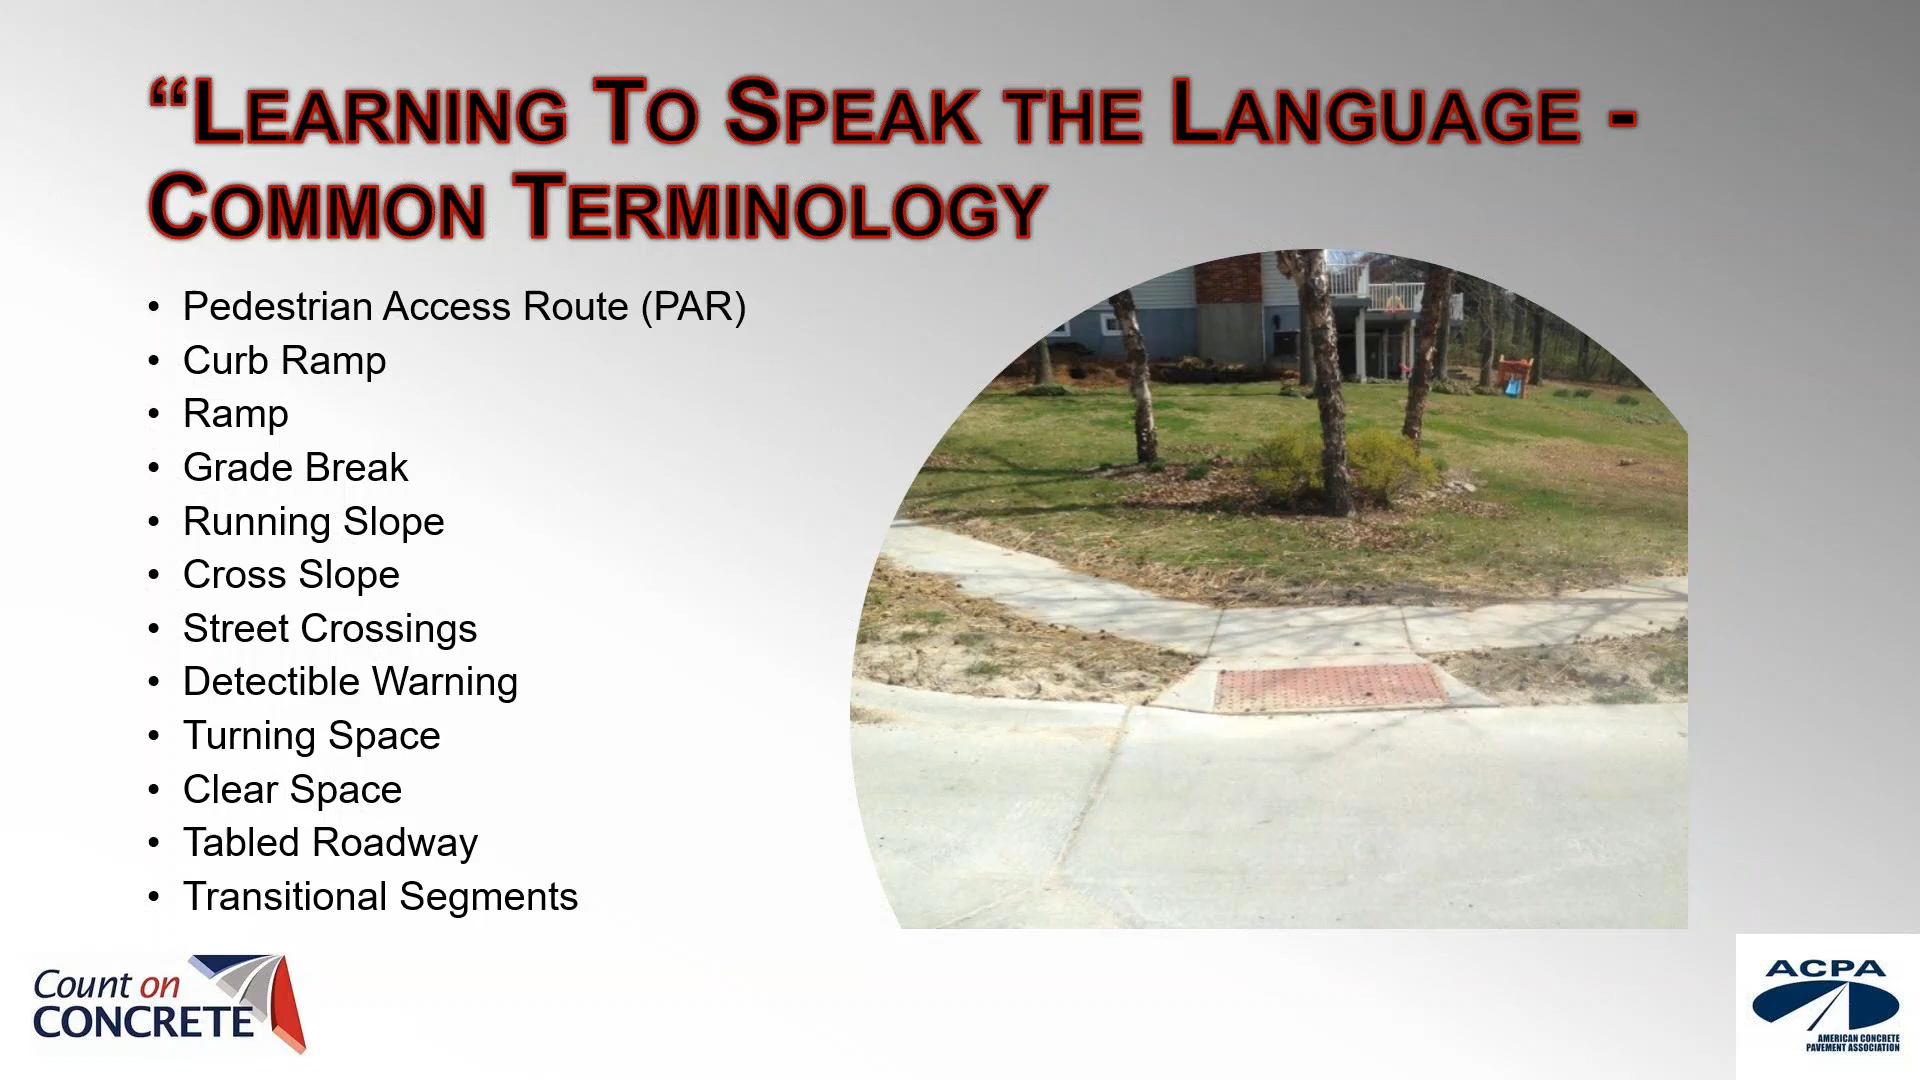 “Learning To Speak the Language -
Common Terminology
• Pedestrian Access Route (PAR)
• Curb Ramp
• Ramp
• Grade Break
• Running Slope
• Cross Slope
• Street Crossings
• Detectible Warning
• Turning Space
• Clear Space
• Tabled Roadway
• Transitional Segments
Count on
CONCRETE
ACPA
AMERICAN CONCRETE
PAVEMENT ASSOCIATION